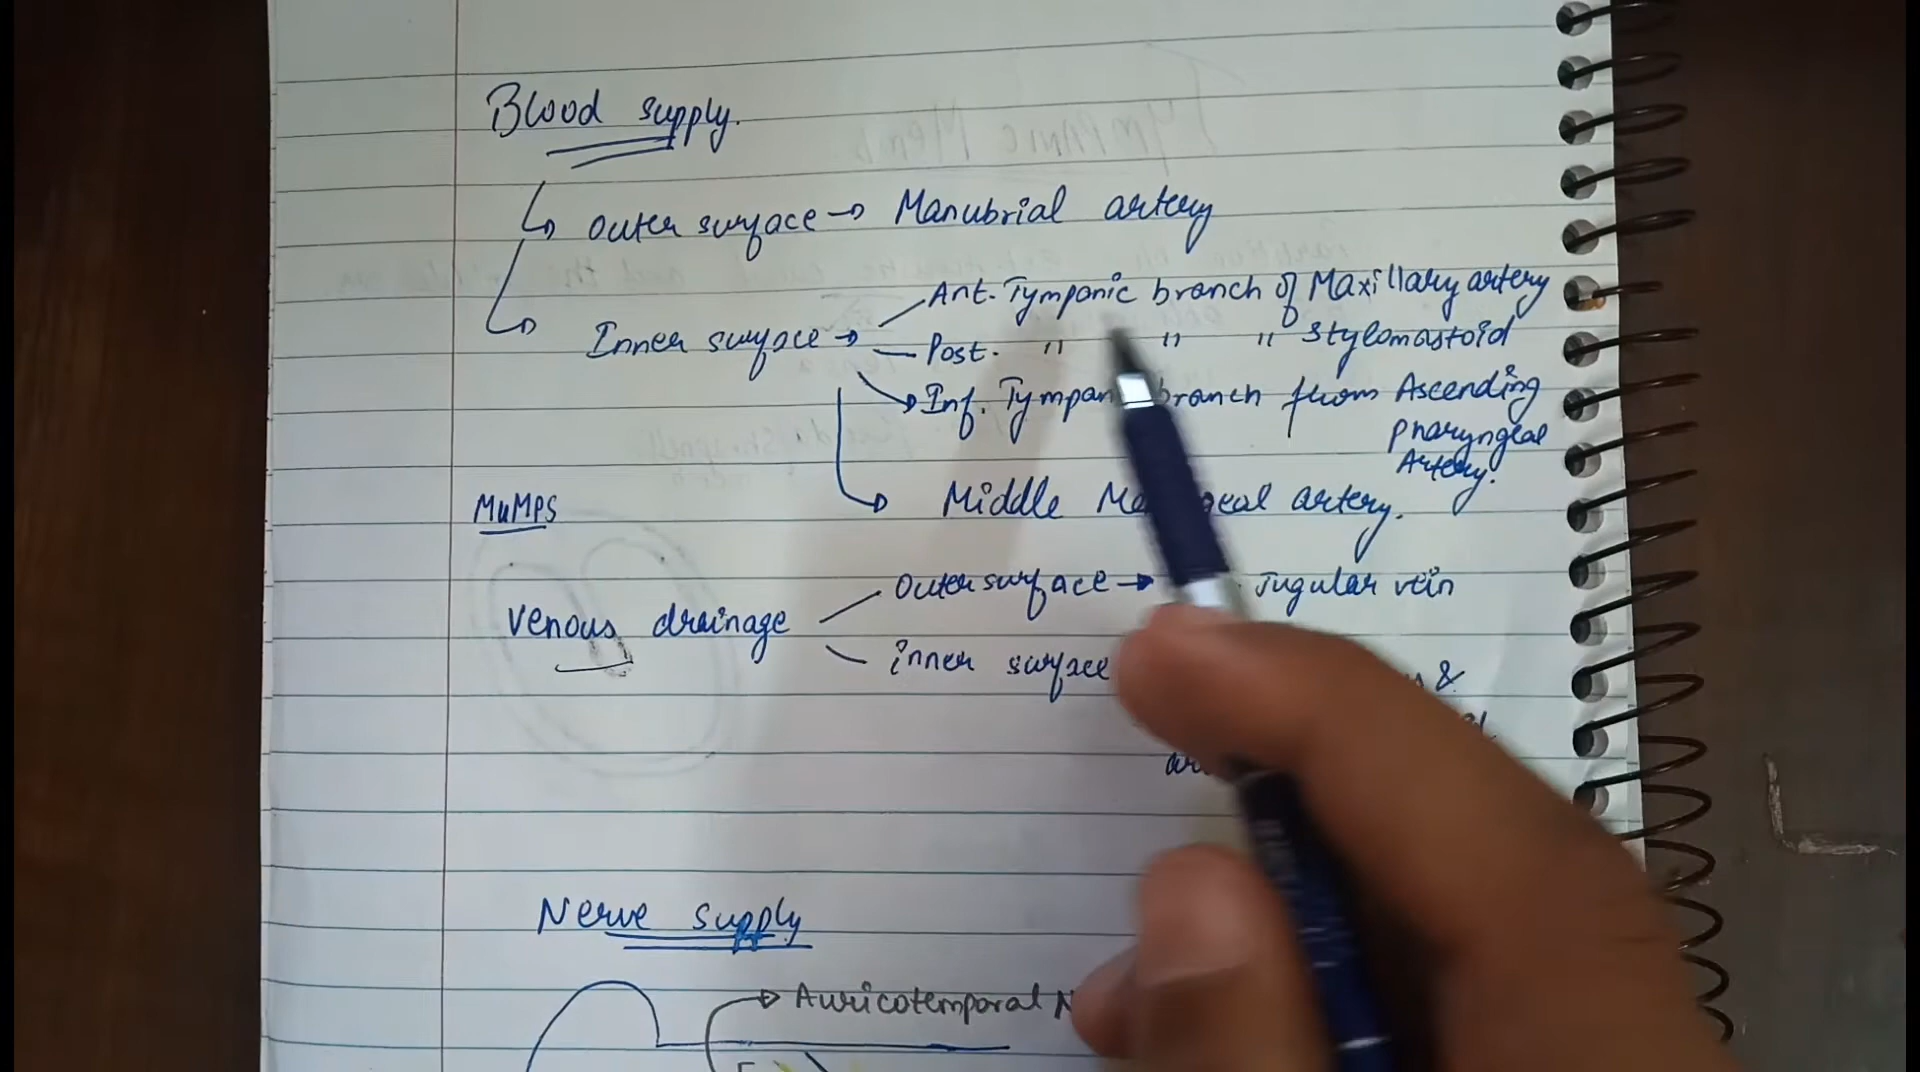 Blood supply.
Outer surface → Manubrial artery
Inner surface →
Ant. Tympanic branch of Maxillary artery
Post. " " " Stylomastoid
Inf. branch from Ascending
pharyngeal
Artery.
Middle artery.
MuMPS
Venous drainage
Outer surface → Jugular vein
inner surface
&
Nerve supply
Auricotemporal N